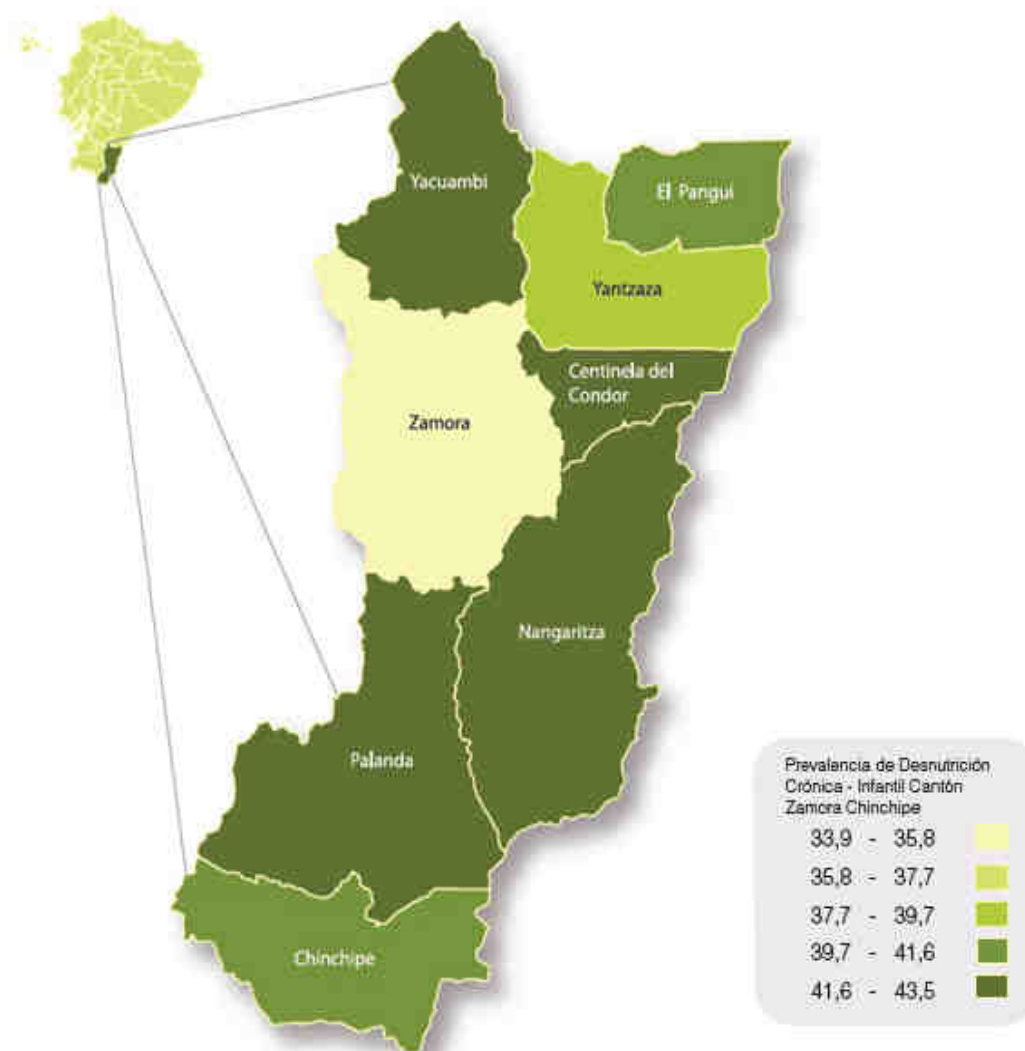 Yacuambi
El Pangui
Yantzaza
Centinela del
Condor
Zamora
Nangaritza
Palanda
Chinchipe
Prevalencia de Desnutrición
Crónica - Infantil Cantón
Zamora Chinchipe
33,9 - 35,8
35,8 - 37,7
37,7 - 39,7
39,7 - 41,6
41,6 - 43,5